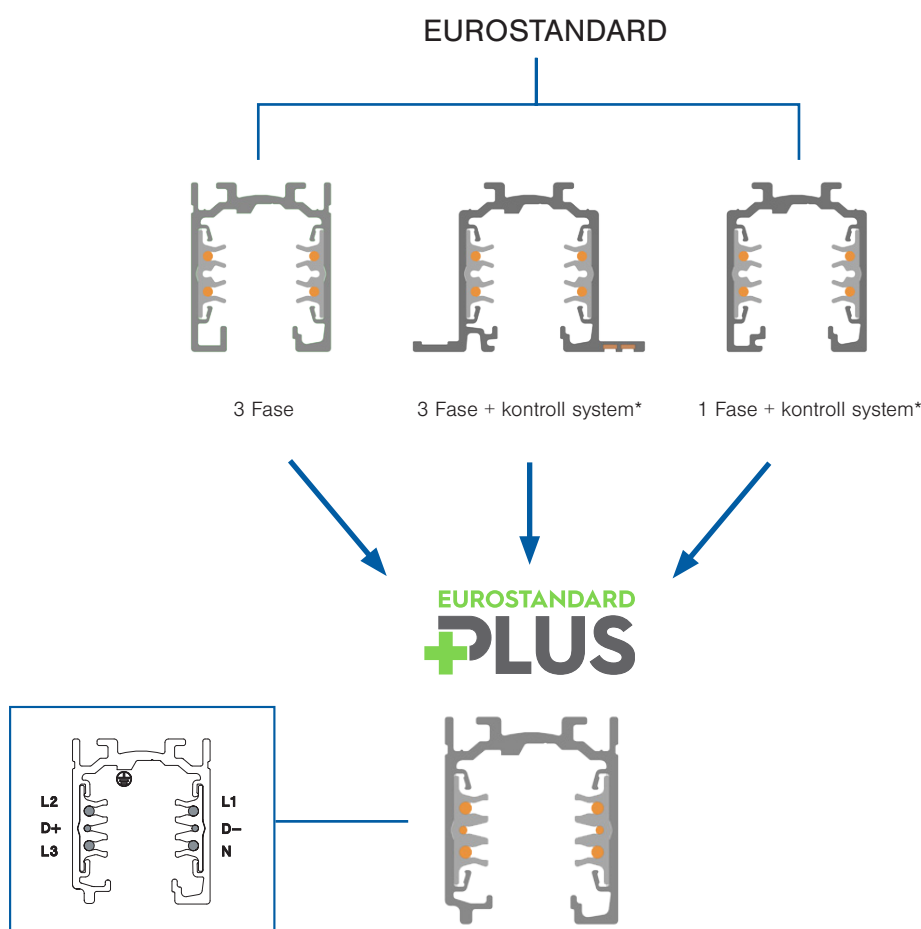 EUROSTANDARD
3 Fase
3 Fase + kontroll system*
1 Fase + kontroll system*
EUROSTANDARD
PLUS
L2
L1
D+
D−
L3
N